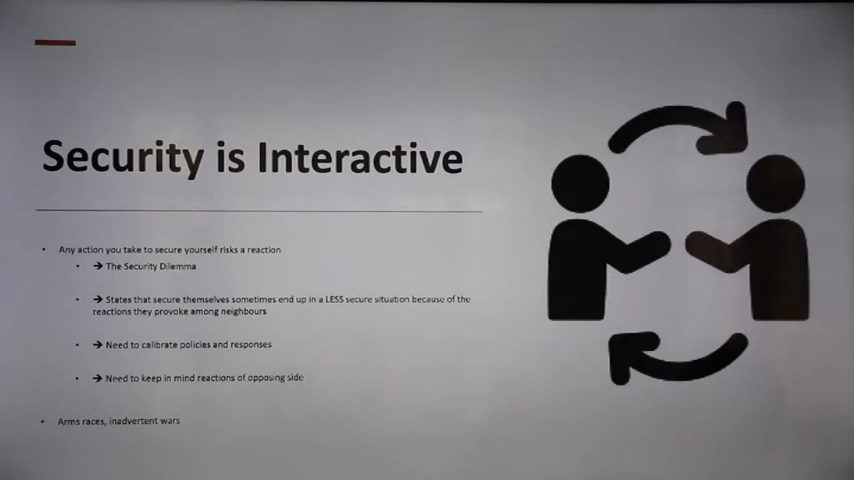 Security is Interactive
• Any action you take to secure yourself risks a reaction
• → The Security Dilemma
• → States that secure themselves sometimes end up in a LESS secure situation because of the
reactions they provoke among neighbours
• → Need to calibrate policies and responses
• → Need to keep in mind reactions of opposing side
• Arms races, inadvertent wars